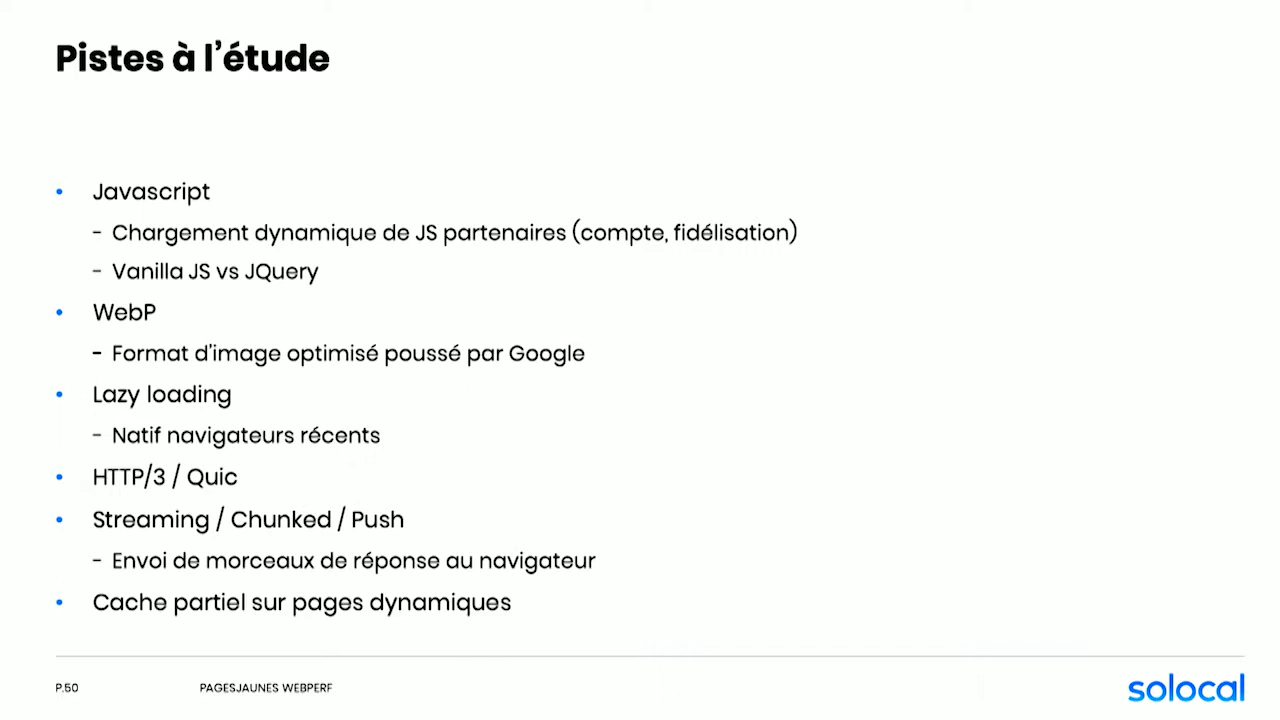 Pistes à l’étude
• Javascript
- Chargement dynamique de JS partenaires (compte, fidélisation)
- Vanilla JS vs JQuery
• WebP
- Format d’image optimisé poussé par Google
• Lazy loading
- Natif navigateurs récents
• HTTP/3 / Quic
• Streaming / Chunked / Push
- Envoi de morceaux de réponse au navigateur
• Cache partiel sur pages dynamiques
P.50 PAGESJAUNES WEBPERF solocal